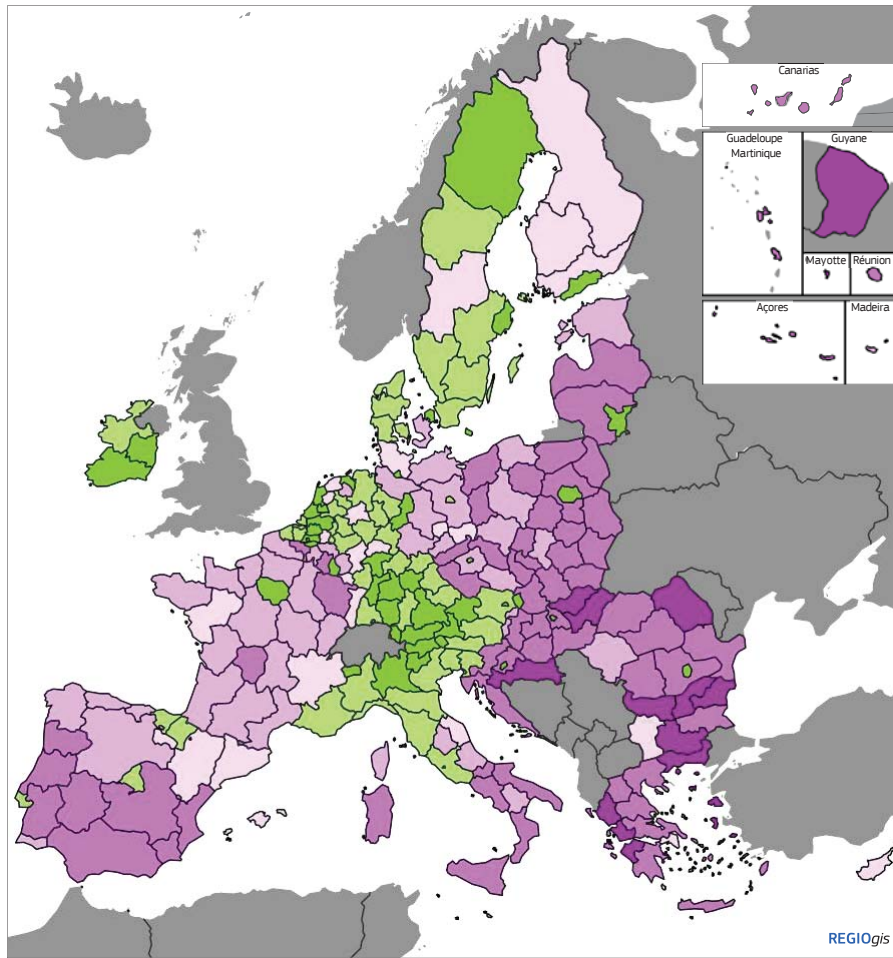 Canarias
Guadeloupe
Martinique
Guyane
Mayotte
Réunion
Açores
Madeira
REGIOgis